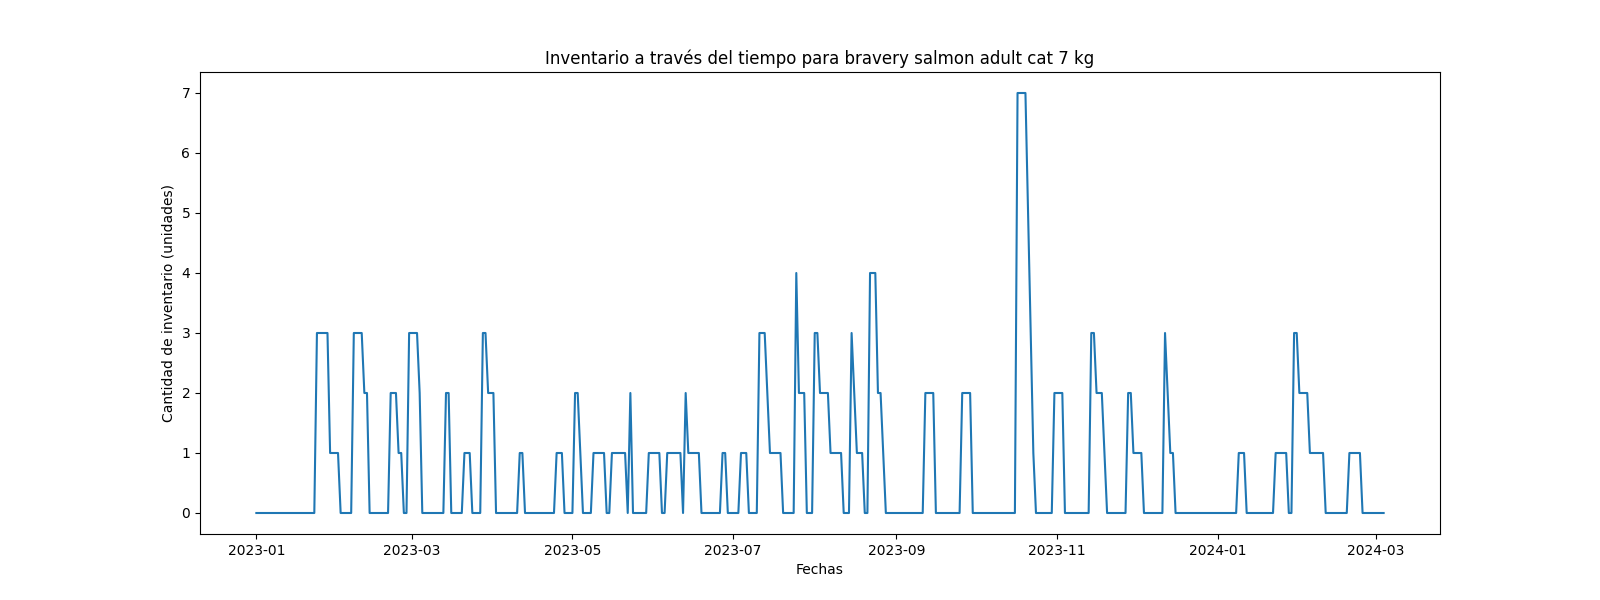 Inventario a través del tiempo para bravery salmon adult cat 7 kg
Cantidad de inventario (unidades)
7
6
5
4
3
2
1
0
2023-01 2023-03 2023-05 2023-07 2023-09 2023-11 2024-01 2024-03
Fechas